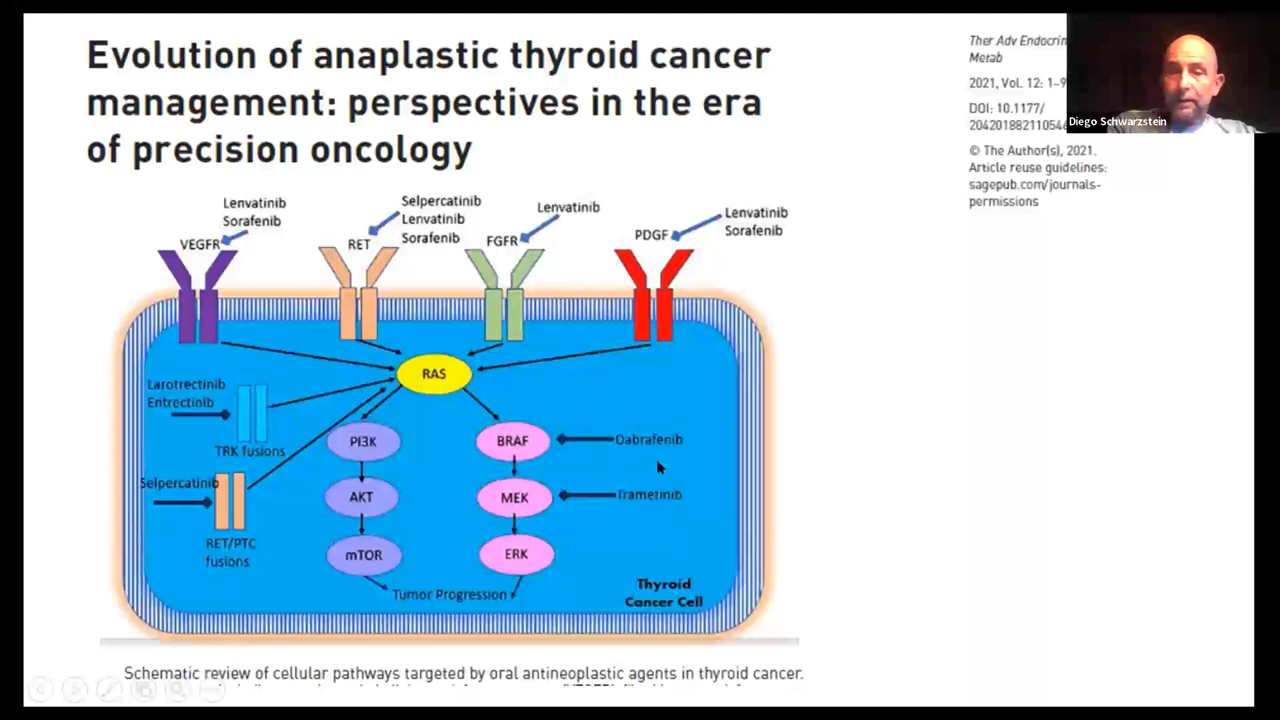 Evolution of anaplastic thyroid cancer
management: perspectives in the era
of precision oncology
Ther Adv Endocrin
Metab
2021, Vol. 12: 1–9
DOI: 10.1177/
© The Author(s), 2021.
Article reuse guidelines:
sagepub.com/journals-
permissions
Diego Schwarzstein
Lenvatinib
Sorafenib
VEGFR
Selpercatinib
Lenvatinib
Sorafenib
RET
Lenvatinib
FGFR
Lenvatinib
Sorafenib
PDGF
RAS
Larotrectinib
Entrectinib
TRK fusions
PI3K
BRAF
Dabrafenib
Selpercatinib
AKT
MEK
Trametinib
RET/PTC
fusions
mTOR
ERK
Tumor Progression
Thyroid
Cancer Cell
Schematic review of cellular pathways targeted by oral antineoplastic agents in thyroid cancer.